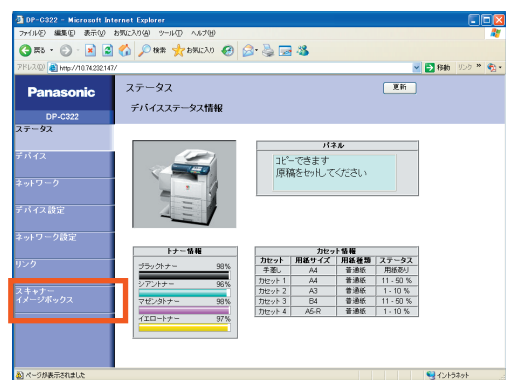 DP-C322 - Microsoft Internet Explorer
ファイル(F) 編集(E) 表示(V) お気に入り(A) ツール(T) ヘルプ(H)
戻る 検索 お気に入り
アドレス(D) http://10.74.232.147/ 移動 リンク »
Panasonic
DP-C322
ステータス
デバイス
ネットワーク
デバイス設定
ネットワーク設定
リンク
スキャナー
イメージボックス
ステータス 更新
デバイスステータス情報
パネル
コピーできます
原稿をセットしてください
トナー情報
ブラックトナー 98%
シアントナー 96%
マゼンタトナー 98%
イエロートナー 97%
カセット情報
カセット 用紙サイズ 用紙種類 ステータス
手差し A4 普通紙 用紙あり
カセット 1 A4 普通紙 11 - 50 %
カセット 2 A3 普通紙 1 - 10 %
カセット 3 B4 普通紙 11 - 50 %
カセット 4 A5-R 普通紙 1 - 10 %
ページが表示されました イントラネット